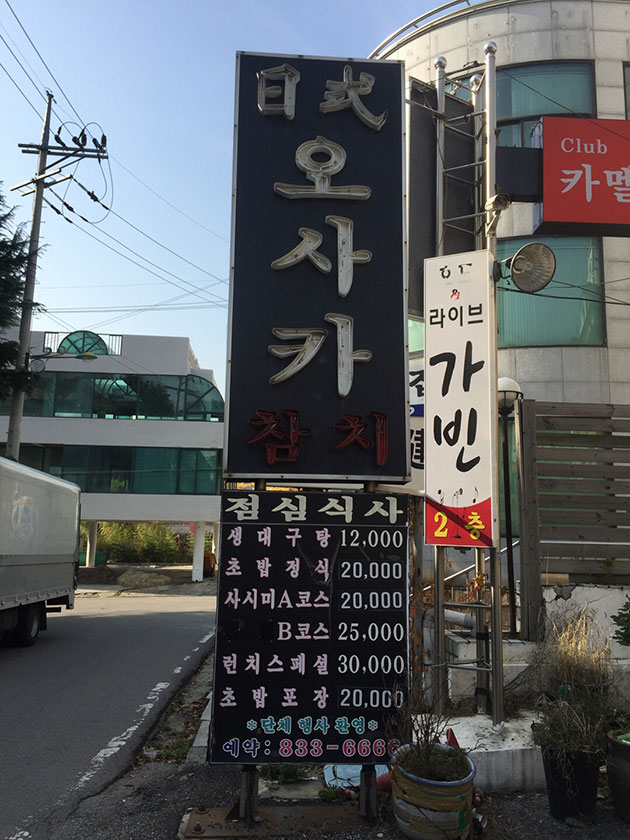 日式
오사카
참치
점심식사
생대구탕 12,000
초밥정식 20,000
사시미A코스 20,000
B코스 25,000
런치스페셜 30,000
초밥포장 20,000
*단체 행사 환영*
예약: 833-6666
라이브
가빈
2층
Club
카멜